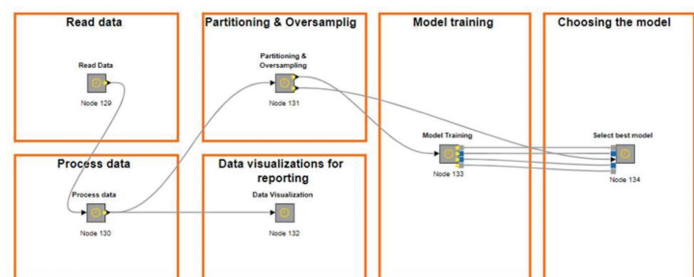 Read data
Read Data
Node 129
Partitioning & Oversamplig
Partitioning &
Oversampling
Node 131
Model training
Model Training
Node 133
Choosing the model
Select best model
Node 134
Process data
Process data
Node 130
Data visualizations for
reporting
Data Visualization
Node 132